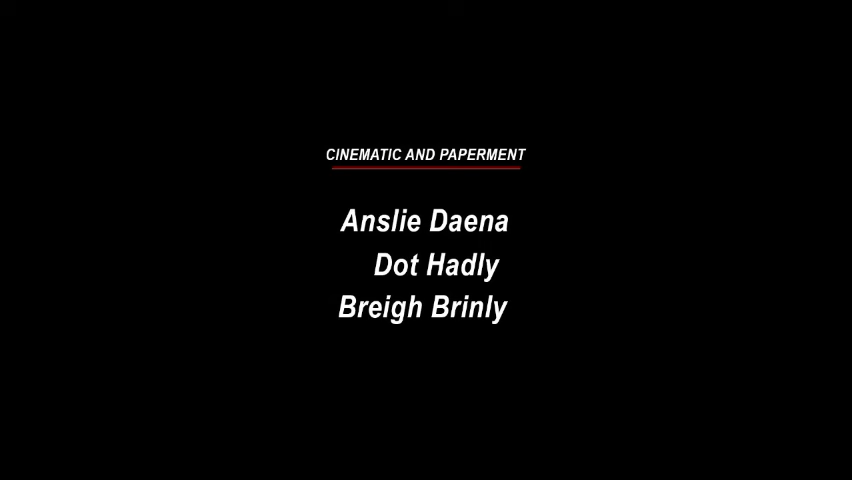 CINEMATIC AND PAPERMENT
Anslie Daena
Dot Hadly
Breigh Brinly